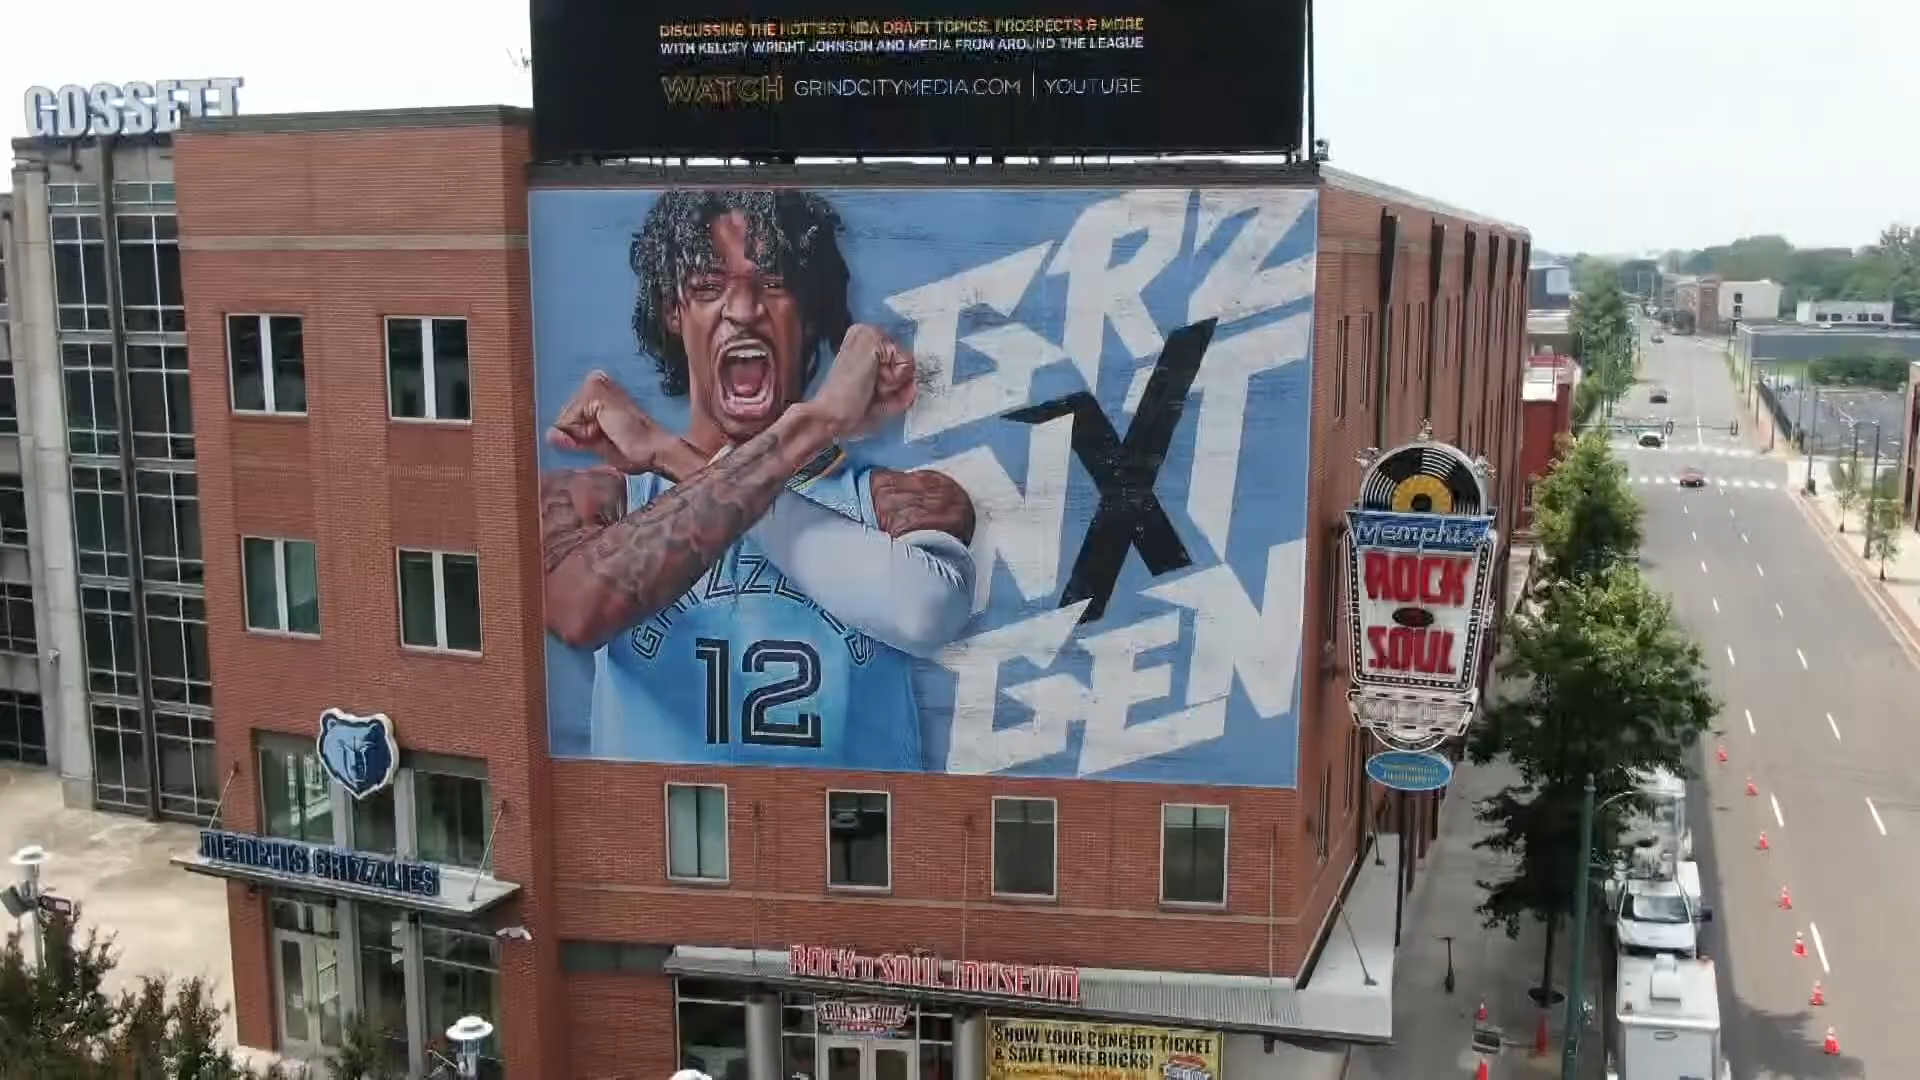 DISCUSSING THE HOTTEST NBA DRAFT TOPICS, PROSPECTS & MORE
WITH KELCEY WRIGHT JOHNSON AND MEDIA FROM AROUND THE LEAGUE
WATCH GRINDCITYMEDIA.COM | YOUTUBE
GOSSETT
GRZ
NXT
GEN
GRIZZLIES
12
Memphis
ROCK
SOUL
MEMPHIS GRIZZLIES
ROCK 'n' SOUL MUSEUM
ROCK 'n' SOUL
SHOW YOUR CONCERT TICKET
& SAVE THREE BUCKS!